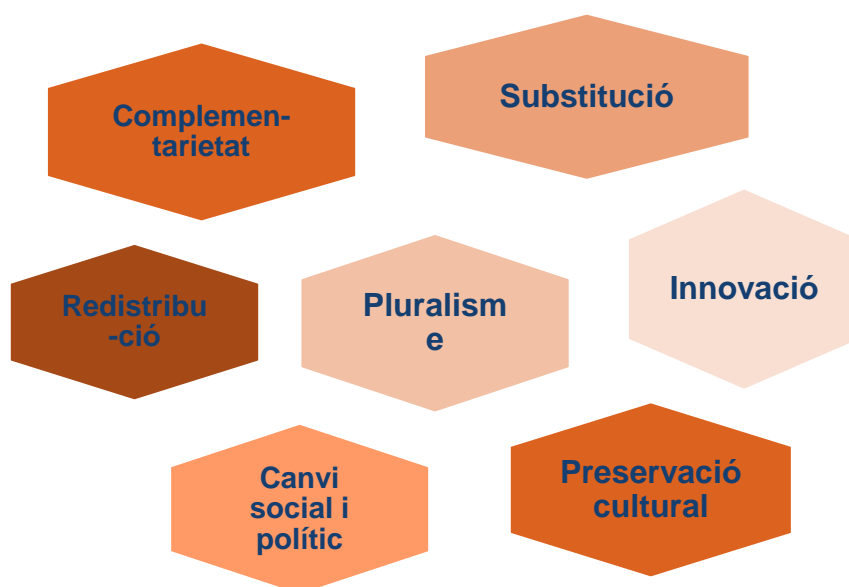 Complemen-
tarietat
Substitució
Redistribu
-ció
Pluralism
e
Innovació
Canvi
social i
polític
Preservació
cultural